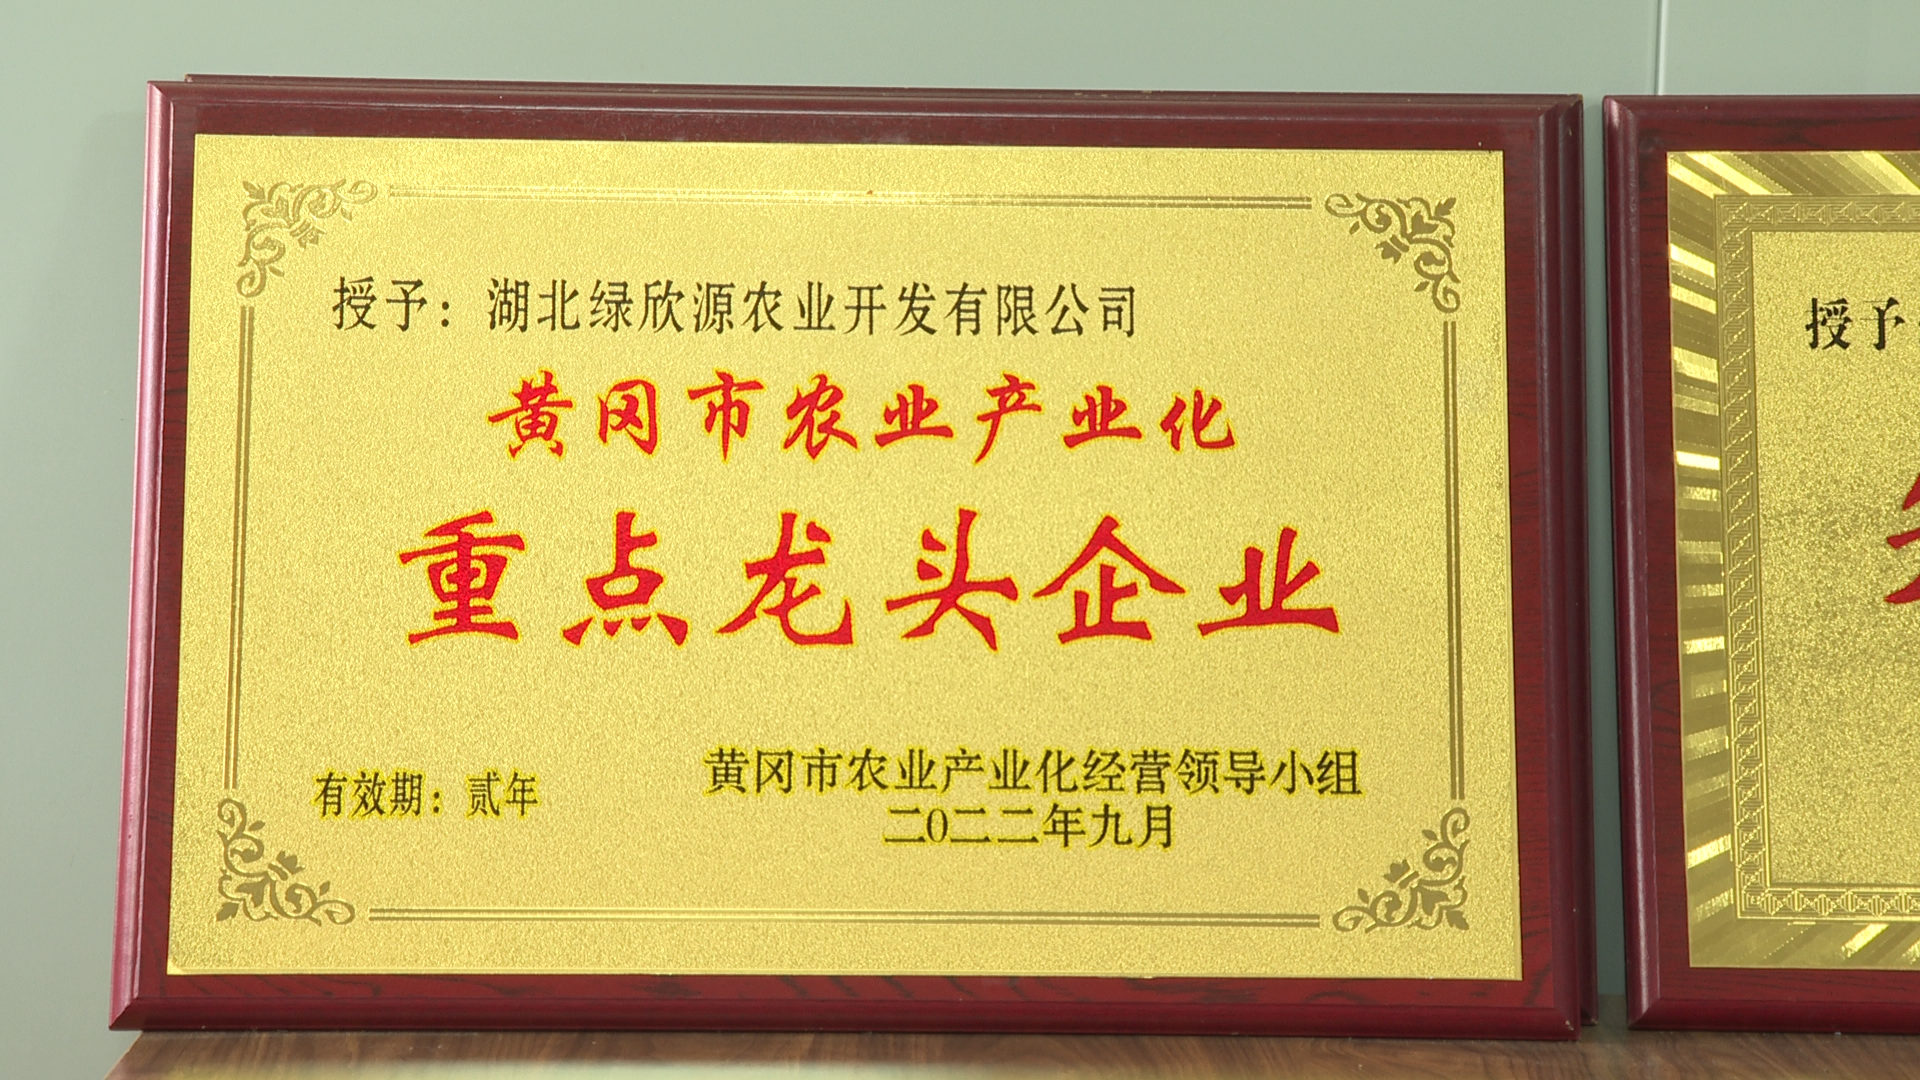 授予：湖北绿欣源农业开发有限公司
黄冈市农业产业化
重点龙头企业
有效期：贰年
黄冈市农业产业化经营领导小组
二0二二年九月
授予